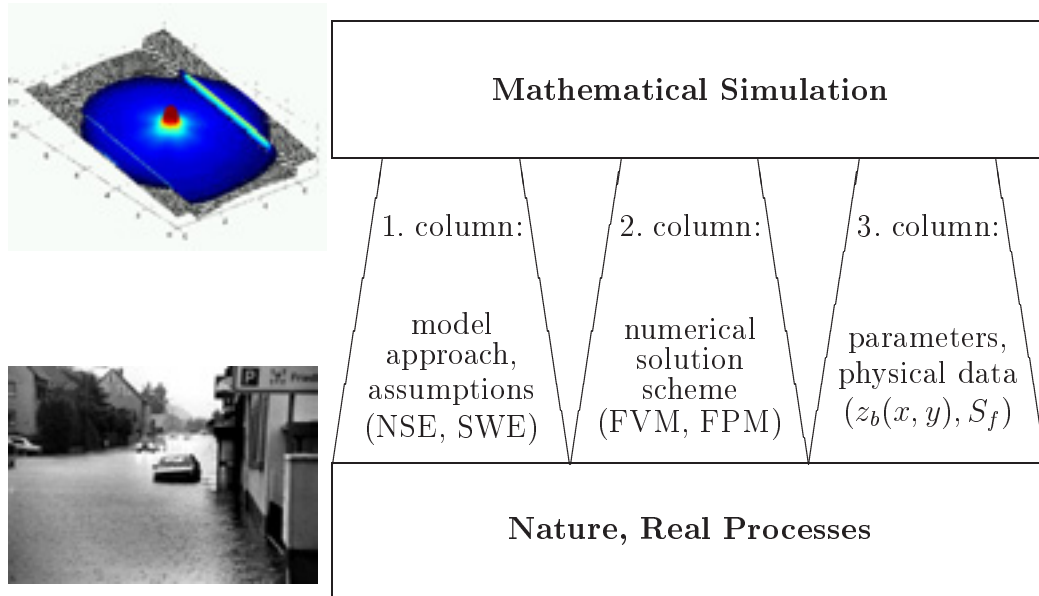 Mathematical Simulation
1. column:
model
approach,
assumptions
(NSE, SWE)
2. column:
numerical
solution
scheme
(FVM, FPM)
3. column:
parameters,
physical data
(z_b(x, y), S_f)
P
Nature, Real Processes